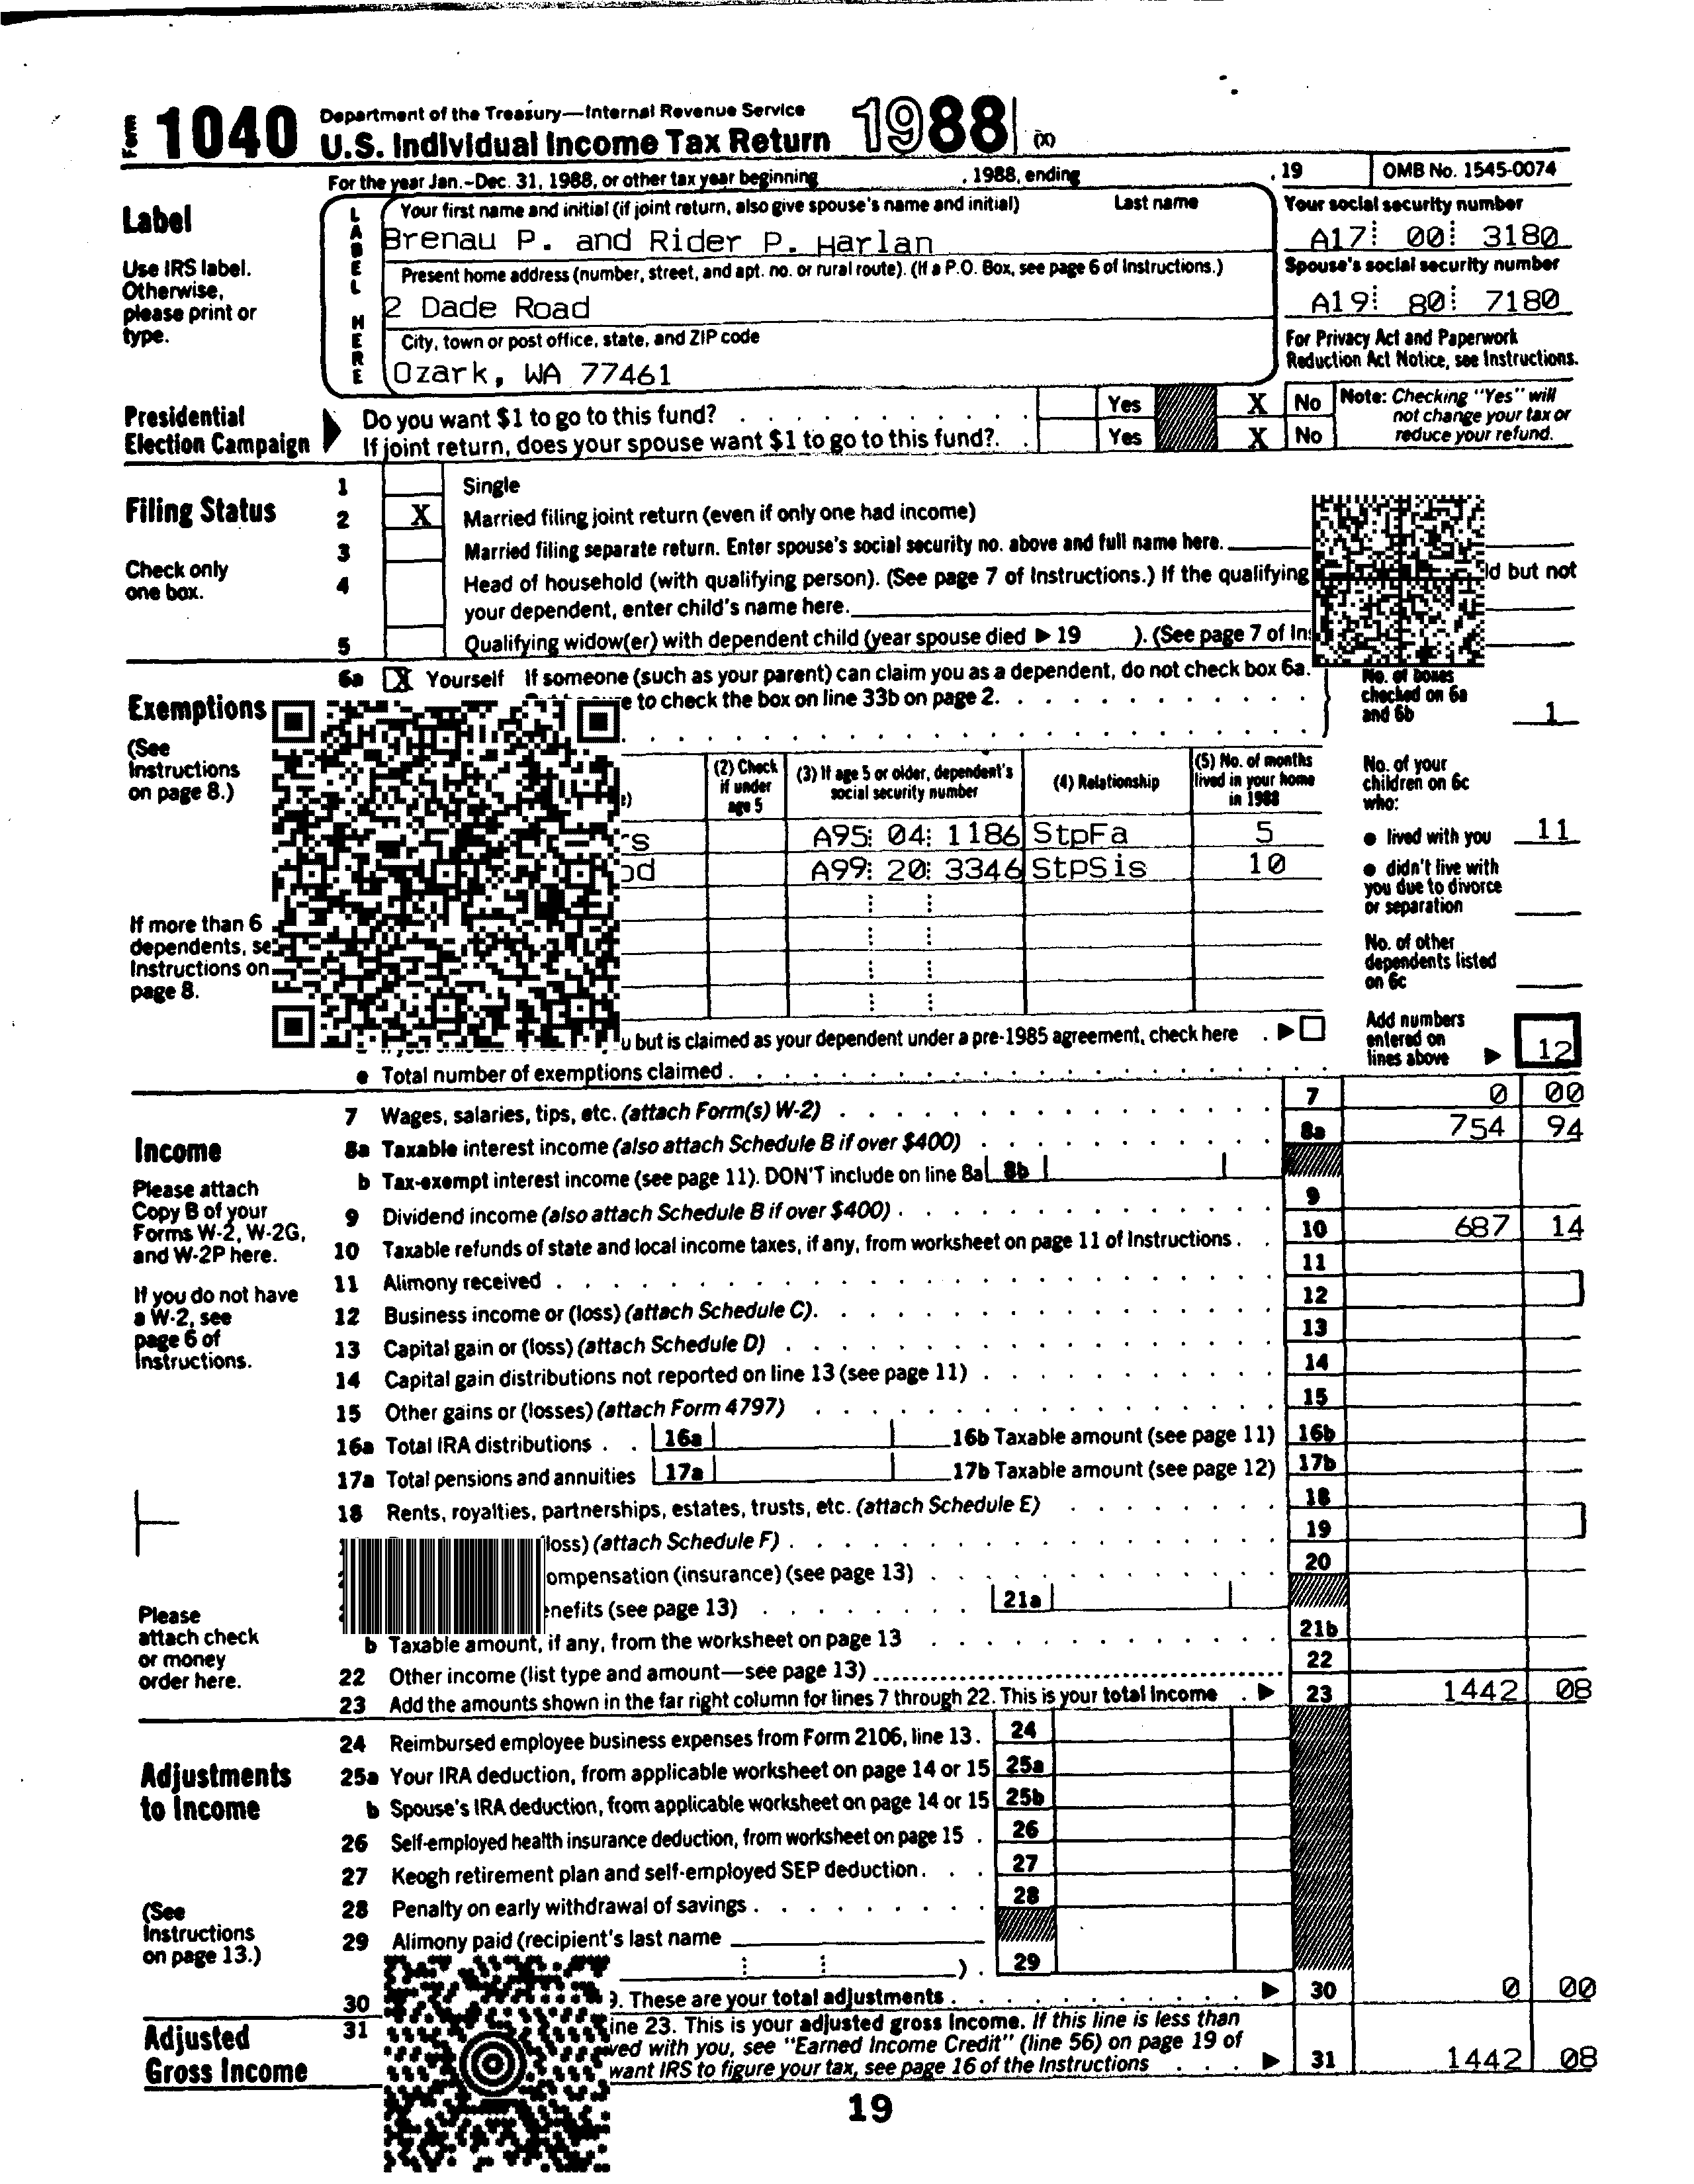 Form 1040 Department of the Treasury—Internal Revenue Service
U.S. Individual Income Tax Return 1988 (X)
For the year Jan.-Dec. 31, 1988, or other tax year beginning , 1988, ending , 19 OMB No. 1545-0074
Label
Use IRS label.
Otherwise,
please print or
type.
LABEL HERE
Your first name and initial (if joint return, also give spouse's name and initial) Last name
Brenau P. and Rider P. Harlan
Present home address (number, street, and apt. no. or rural route). (If a P.O. Box, see page 6 of Instructions.)
2 Dade Road
City, town or post office, state, and ZIP code
Ozark, WA 77461
Your social security number
A17 00 3180
Spouse's social security number
A19 80 7180
For Privacy Act and Paperwork
Reduction Act Notice, see Instructions.
Presidential
Election Campaign
Do you want $1 to go to this fund? Yes X No
If joint return, does your spouse want $1 to go to this fund? Yes X No
Note: Checking "Yes" will
not change your tax or
reduce your refund.
Filing Status
Check only
one box.
1 Single
2 X Married filing joint return (even if only one had income)
3 Married filing separate return. Enter spouse's social security no. above and full name here.
4 Head of household (with qualifying person). (See page 7 of Instructions.) If the qualifying but not
your dependent, enter child's name here.
5 Qualifying widow(er) with dependent child (year spouse died ▶ 19 ). (See page 7 of
Exemptions
(See
Instructions
on page 8.)
6a X Yourself If someone (such as your parent) can claim you as a dependent, do not check box 6a.
to check the box on line 33b on page 2.
No. of boxes
checked on 6a
and 6b 1
(2) Check
if under
age 5
(3) If age 5 or older, dependent's
social security number
(4) Relationship
(5) No. of months
lived in your home
in 1988
A95 04 1186 StpFa 5
A99 20 3346 StpSis 10
No. of your
children on 6c
who:
● lived with you 11
● didn't live with
you due to divorce
or separation
No. of other
dependents listed
on 6c
If more than 6
dependents,
Instructions on
page 8.
but is claimed as your dependent under a pre-1985 agreement, check here ▶
e Total number of exemptions claimed
Add numbers
entered on
lines above ▶ 12
Income
Please attach
Copy B of your
Forms W-2, W-2G,
and W-2P here.
If you do not have
a W-2, see
page 6 of
Instructions.
Please
attach check
or money
order here.
7 Wages, salaries, tips, etc. (attach Form(s) W-2) 7 0 00
8a Taxable interest income (also attach Schedule B if over $400) 8a 754 94
b Tax-exempt interest income (see page 11). DON'T include on line 8a 8b
9 Dividend income (also attach Schedule B if over $400) 9
10 Taxable refunds of state and local income taxes, if any, from worksheet on page 11 of Instructions 10 687 14
11 Alimony received 11
12 Business income or (loss) (attach Schedule C) 12
13 Capital gain or (loss) (attach Schedule D) 13
14 Capital gain distributions not reported on line 13 (see page 11) 14
15 Other gains or (losses) (attach Form 4797) 15
16a Total IRA distributions 16a 16b Taxable amount (see page 11) 16b
17a Total pensions and annuities 17a 17b Taxable amount (see page 12) 17b
18 Rents, royalties, partnerships, estates, trusts, etc. (attach Schedule E) 18
loss) (attach Schedule F) 19
(insurance) (see page 13) 20
(see page 13) 21a
b Taxable amount, if any, from the worksheet on page 13 21b
22 Other income (list type and amount—see page 13) 22
23 Add the amounts shown in the far right column for lines 7 through 22. This is your total income ▶ 23 1442 08
Adjustments
to Income
(See
Instructions
on page 13.)
24 Reimbursed employee business expenses from Form 2106, line 13. 24
25a Your IRA deduction, from applicable worksheet on page 14 or 15 25a
b Spouse's IRA deduction, from applicable worksheet on page 14 or 15 25b
26 Self-employed health insurance deduction, from worksheet on page 15 26
27 Keogh retirement plan and self-employed SEP deduction 27
28 Penalty on early withdrawal of savings 28
29 Alimony paid (recipient's last name
) 29
30 These are your total adjustments ▶ 30 0 00
Adjusted
Gross Income
31 line 23. This is your adjusted gross income. If this line is less than
with you, see "Earned Income Credit" (line 56) on page 19 of
want IRS to figure your tax, see page 16 of the Instructions ▶ 31 1442 08
19